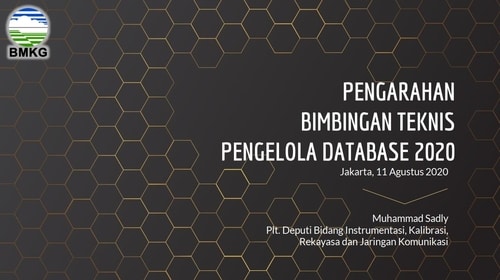 BMKG
PENGARAHAN
BIMBINGAN TEKNIS
PENGELOLA DATABASE 2020
Jakarta, 11 Agustus 2020
Muhammad Sadly
Plt. Deputi Bidang Instrumentasi, Kalibrasi,
Rekayasa dan Jaringan Komunikasi